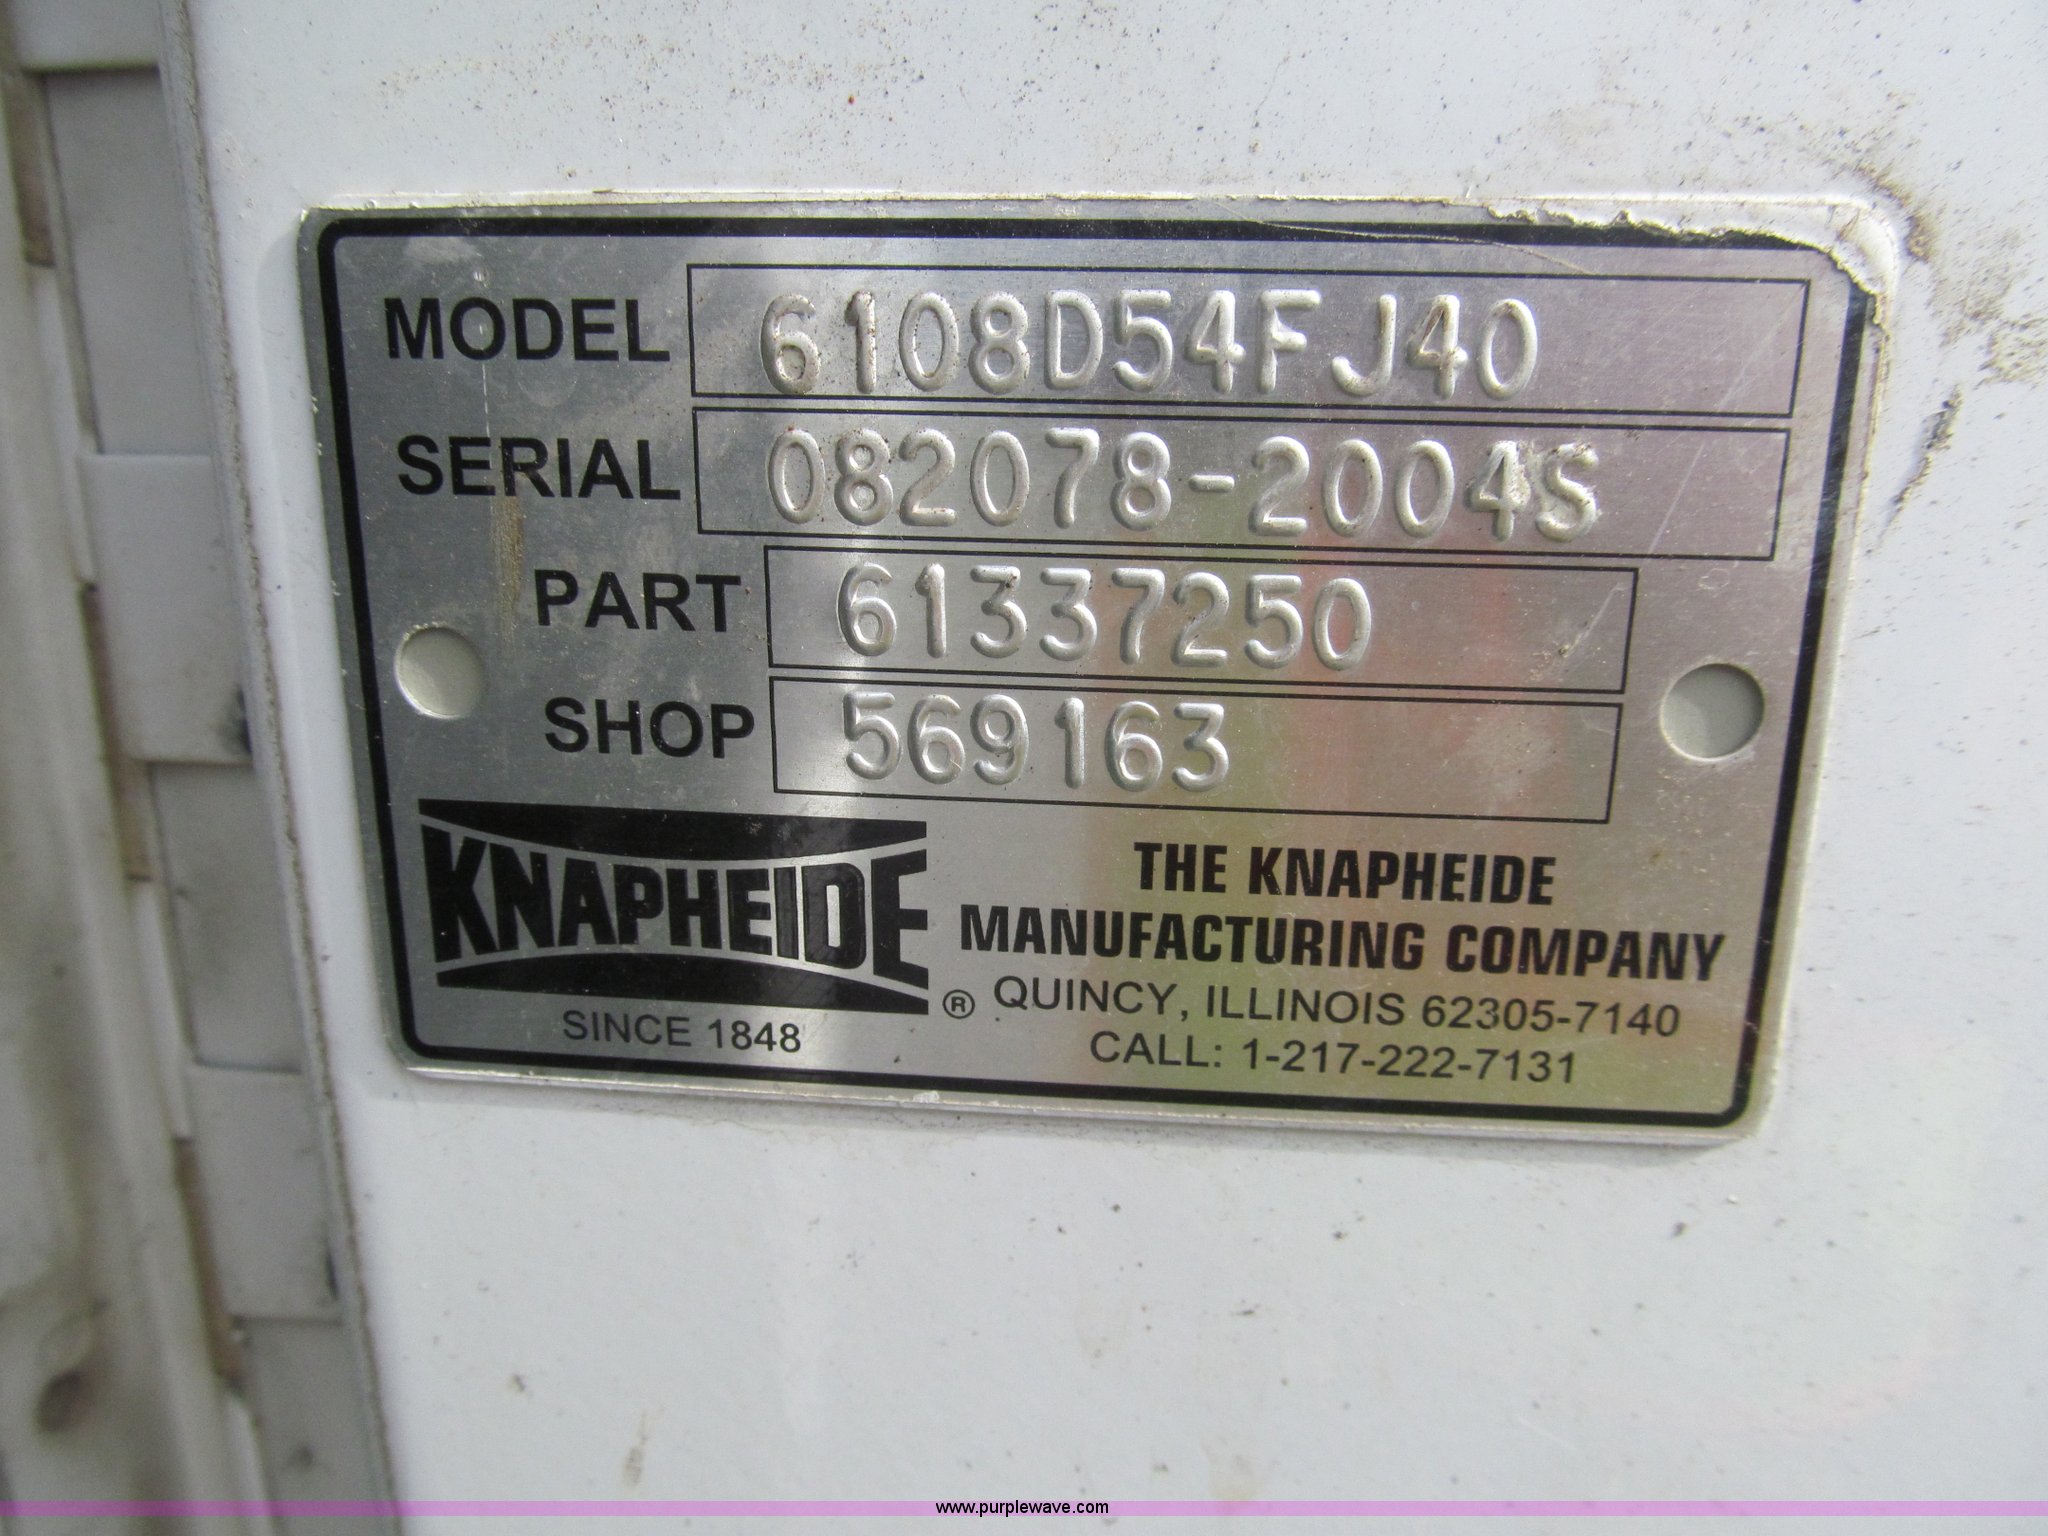 MODEL 6108D54FJ40
SERIAL 082078-2004S
PART 61337250
SHOP 569163
KNAPHEIDE ®
SINCE 1848
THE KNAPHEIDE
MANUFACTURING COMPANY
QUINCY, ILLINOIS 62305-7140
CALL: 1-217-222-7131
www.purplewave.com